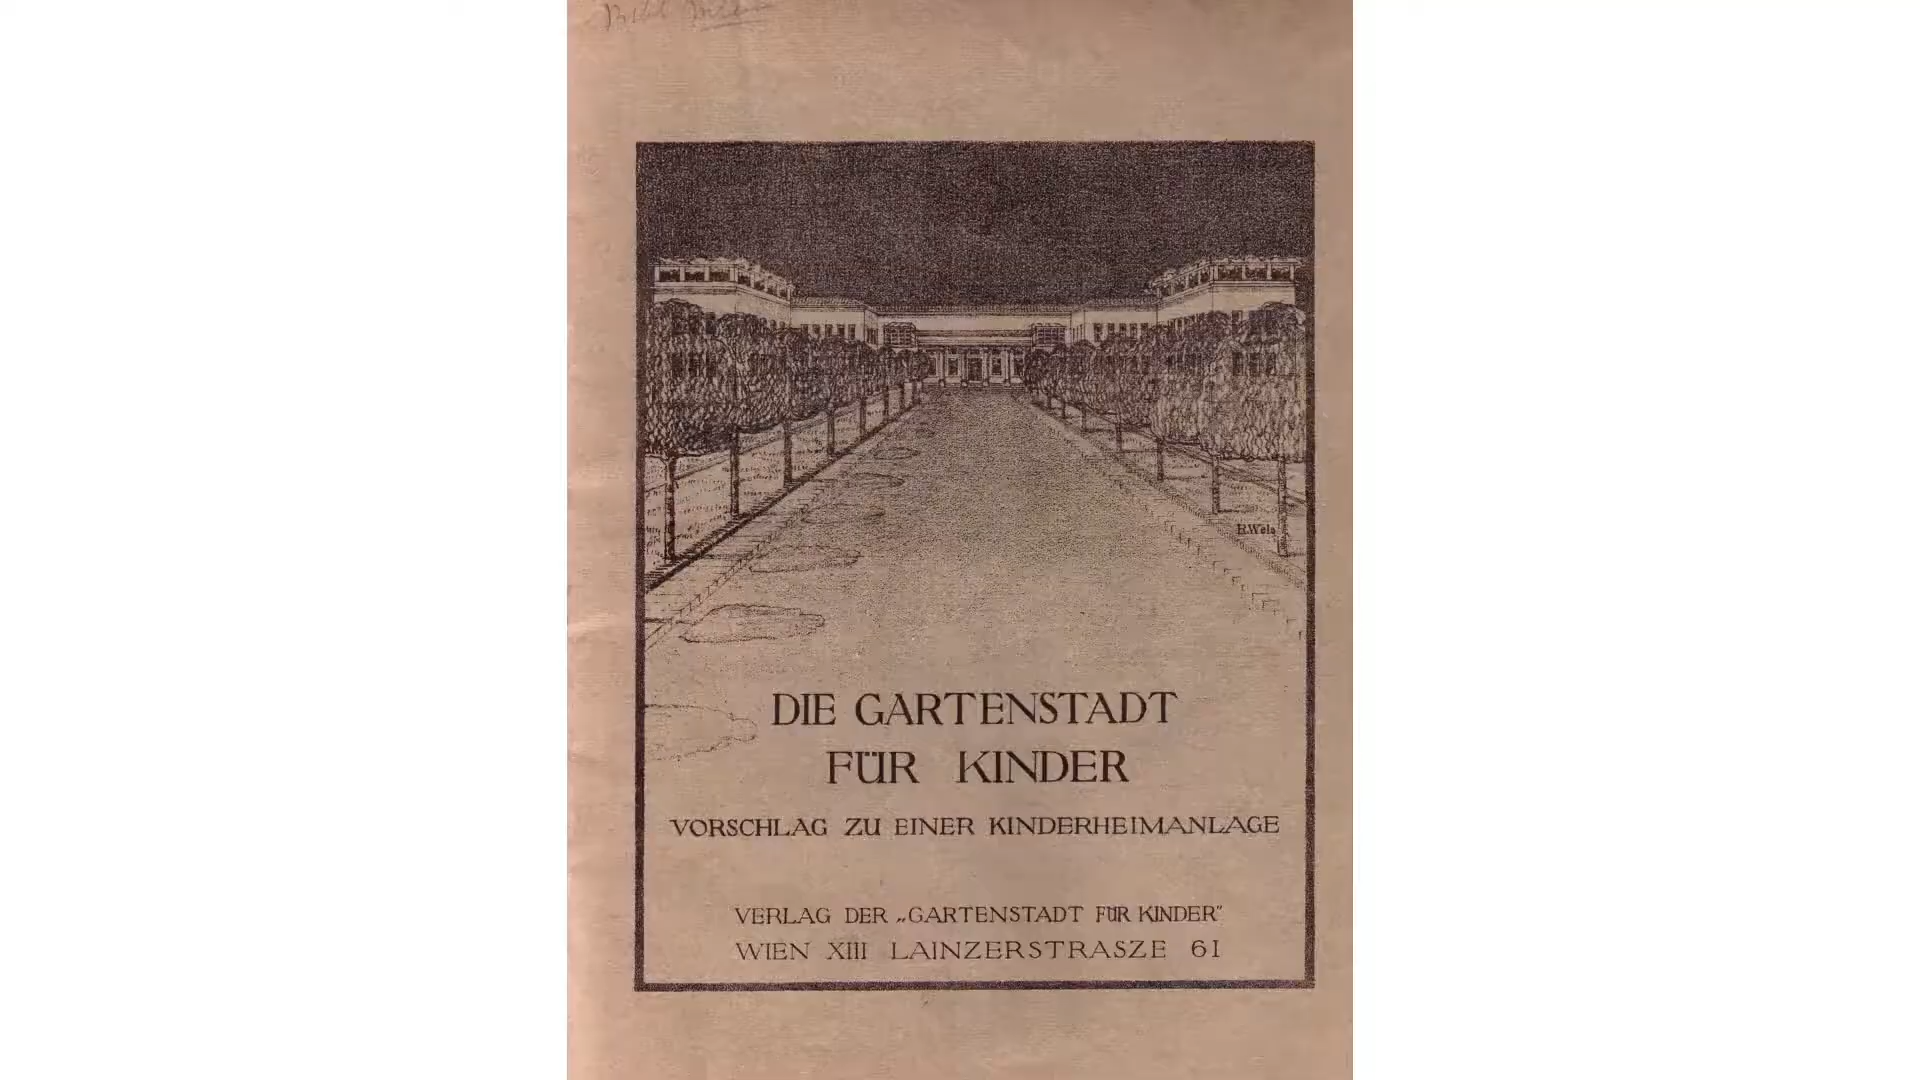 DIE GARTENSTADT
FÜR KINDER
VORSCHLAG ZU EINER KINDERHEIMANLAGE
VERLAG DER „GARTENSTADT FÜR KINDER"
WIEN XIII LAINZERSTRASZE 61